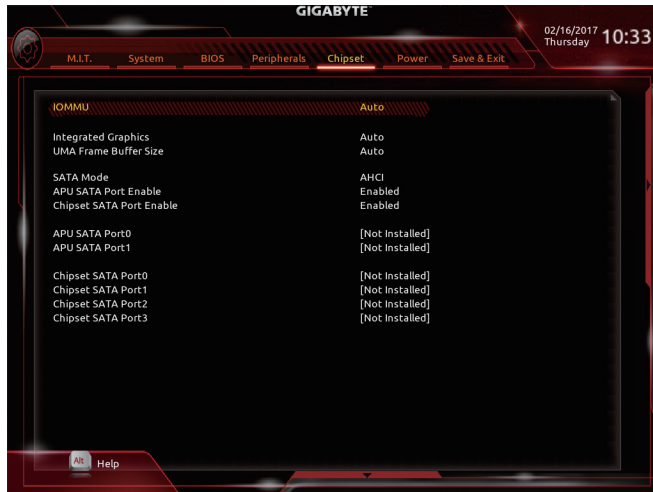 GIGABYTE
02/16/2017 Thursday 10:33
M.I.T. System BIOS Peripherals Chipset Power Save & Exit
IOMMU Auto
Integrated Graphics Auto
UMA Frame Buffer Size Auto
SATA Mode AHCI
APU SATA Port Enable Enabled
Chipset SATA Port Enable Enabled
APU SATA Port0 [Not Installed]
APU SATA Port1 [Not Installed]
Chipset SATA Port0 [Not Installed]
Chipset SATA Port1 [Not Installed]
Chipset SATA Port2 [Not Installed]
Chipset SATA Port3 [Not Installed]
Alt Help